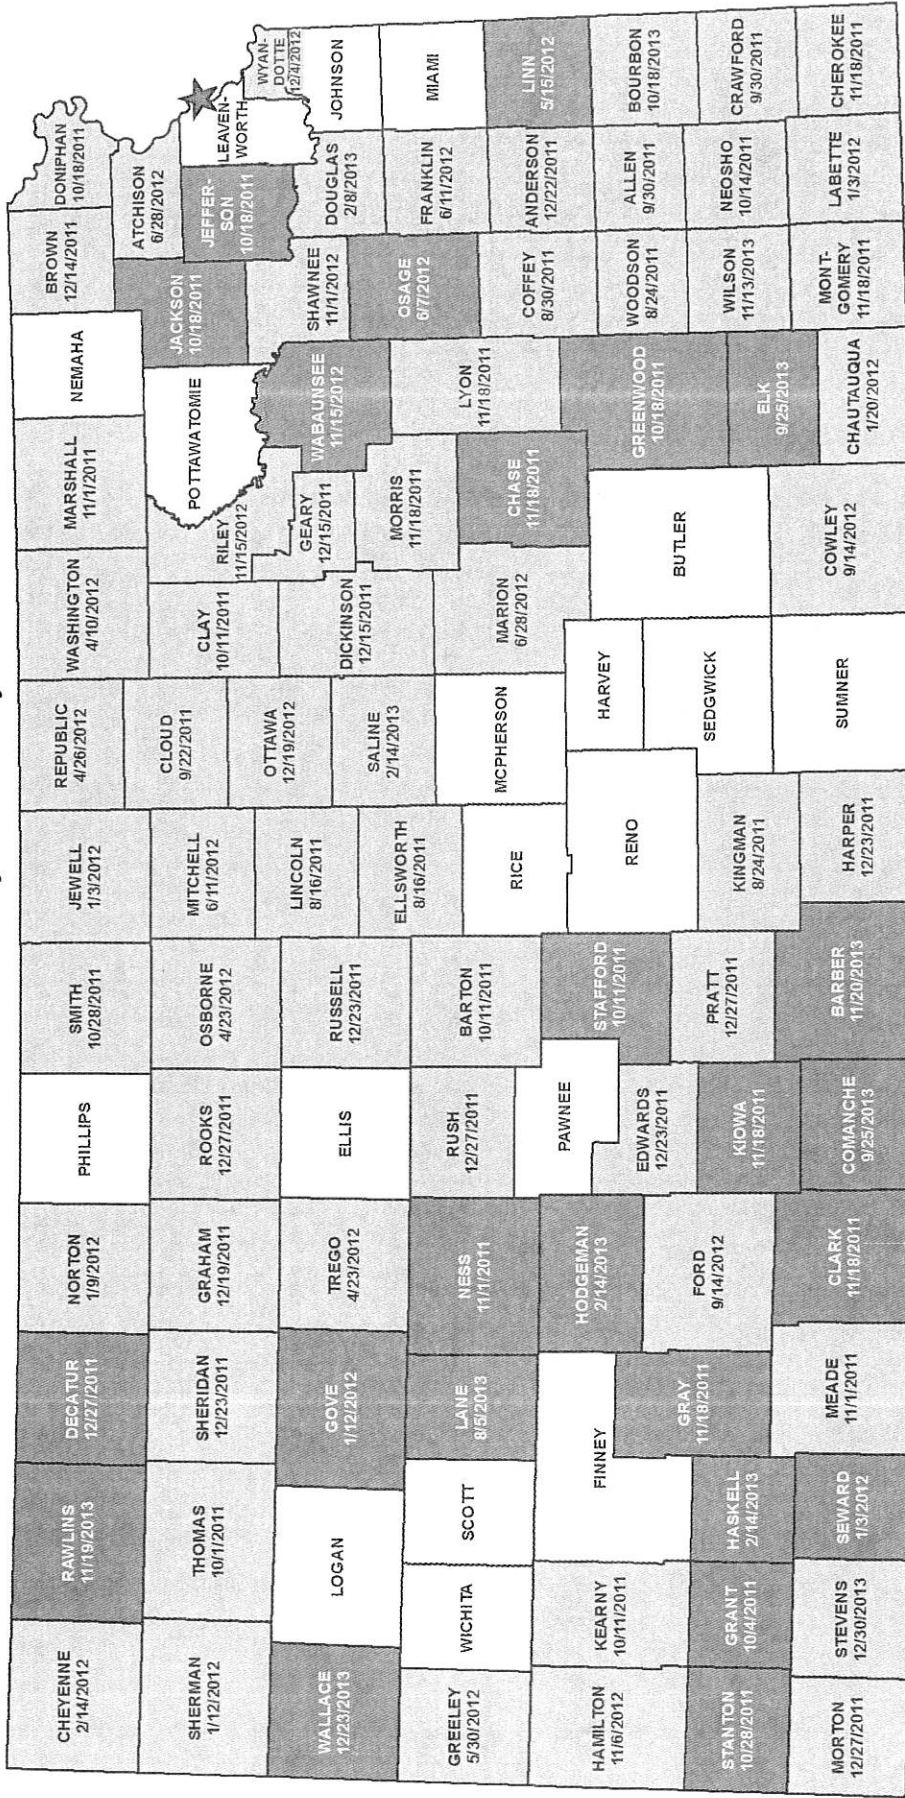 CHEYENNE
2/14/2012
RAWLINS
11/19/2013
DECATUR
12/27/2011
NORTON
1/9/2012
PHILLIPS
SMITH
10/28/2011
JEWELL
1/3/2012
REPUBLIC
4/26/2012
WASHINGTON
4/10/2012
MARSHALL
11/1/2011
NEMAHA
BROWN
12/14/2011
DONIPHAN
10/18/2011
SHERMAN
1/12/2012
THOMAS
10/1/2011
SHERIDAN
12/23/2011
GRAHAM
12/19/2011
ROOKS
12/27/2011
OSBORNE
4/23/2012
MITCHELL
6/11/2012
CLOUD
9/22/2011
CLAY
10/11/2011
RILEY
11/15/2012
POTTAWATOMIE
JACKSON
10/18/2011
ATCHISON
6/28/2012
JEFFER-
SON
10/18/2011
LEAVEN-
WORTH
WYAN-
DOTTE
12/4/2012
WALLACE
12/23/2013
LOGAN
GOVE
1/12/2012
TREGO
4/23/2012
ELLIS
RUSSELL
12/23/2011
LINCOLN
8/16/2011
OTTAWA
12/19/2012
DICKINSON
12/15/2011
GEARY
12/15/2011
WABAUNSEE
11/15/2012
SHAWNEE
11/1/2012
DOUGLAS
2/8/2013
JOHNSON
ELLSWORTH
8/16/2011
SALINE
2/14/2013
MORRIS
11/18/2011
OSAGE
6/7/2012
FRANKLIN
6/11/2012
MIAMI
GREELEY
5/30/2012
WICHITA
SCOTT
LANE
8/5/2013
NESS
11/1/2011
RUSH
12/27/2011
BARTON
10/11/2011
RICE
MCPHERSON
MARION
6/28/2012
CHASE
11/18/2011
LYON
11/18/2011
COFFEY
8/30/2011
ANDERSON
12/22/2011
LINN
5/15/2012
HAMILTON
11/6/2012
KEARNY
10/11/2011
FINNEY
HODGEMAN
2/14/2013
PAWNEE
STAFFORD
10/11/2011
RENO
HARVEY
BUTLER
GREENWOOD
10/18/2011
WOODSON
8/24/2011
ALLEN
9/30/2011
BOURBON
10/18/2013
GRAY
11/18/2011
FORD
9/14/2012
EDWARDS
12/23/2011
PRATT
12/27/2011
KINGMAN
8/24/2011
SEDGWICK
ELK
9/25/2013
WILSON
11/13/2013
NEOSHO
10/14/2011
CRAWFORD
9/30/2011
STANTON
10/28/2011
GRANT
10/4/2011
HASKELL
2/14/2013
KIOWA
11/18/2011
MORTON
12/27/2011
STEVENS
12/30/2013
SEWARD
1/3/2012
MEADE
11/1/2011
CLARK
11/18/2011
COMANCHE
9/25/2013
BARBER
11/20/2013
HARPER
12/23/2011
SUMNER
COWLEY
9/14/2012
CHAUTAUQUA
1/20/2012
MONT-
GOMERY
11/18/2011
LABETTE
1/3/2012
CHEROKEE
11/18/2011